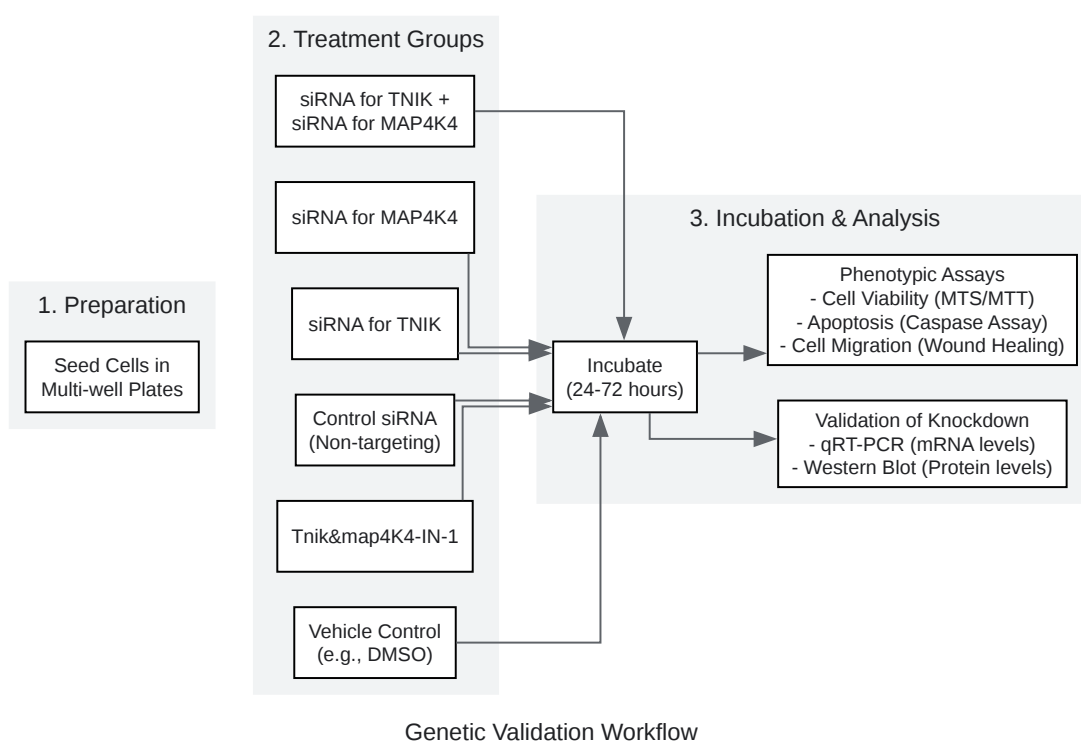 1. Preparation
Seed Cells in
Multi-well Plates
2. Treatment Groups
siRNA for TNIK +
siRNA for MAP4K4
siRNA for MAP4K4
siRNA for TNIK
Control siRNA
(Non-targeting)
Tnik&map4K4-IN-1
Vehicle Control
(e.g., DMSO)
3. Incubation & Analysis
Incubate
(24-72 hours)
Phenotypic Assays
- Cell Viability (MTS/MTT)
- Apoptosis (Caspase Assay)
- Cell Migration (Wound Healing)
Validation of Knockdown
- qRT-PCR (mRNA levels)
- Western Blot (Protein levels)
Genetic Validation Workflow